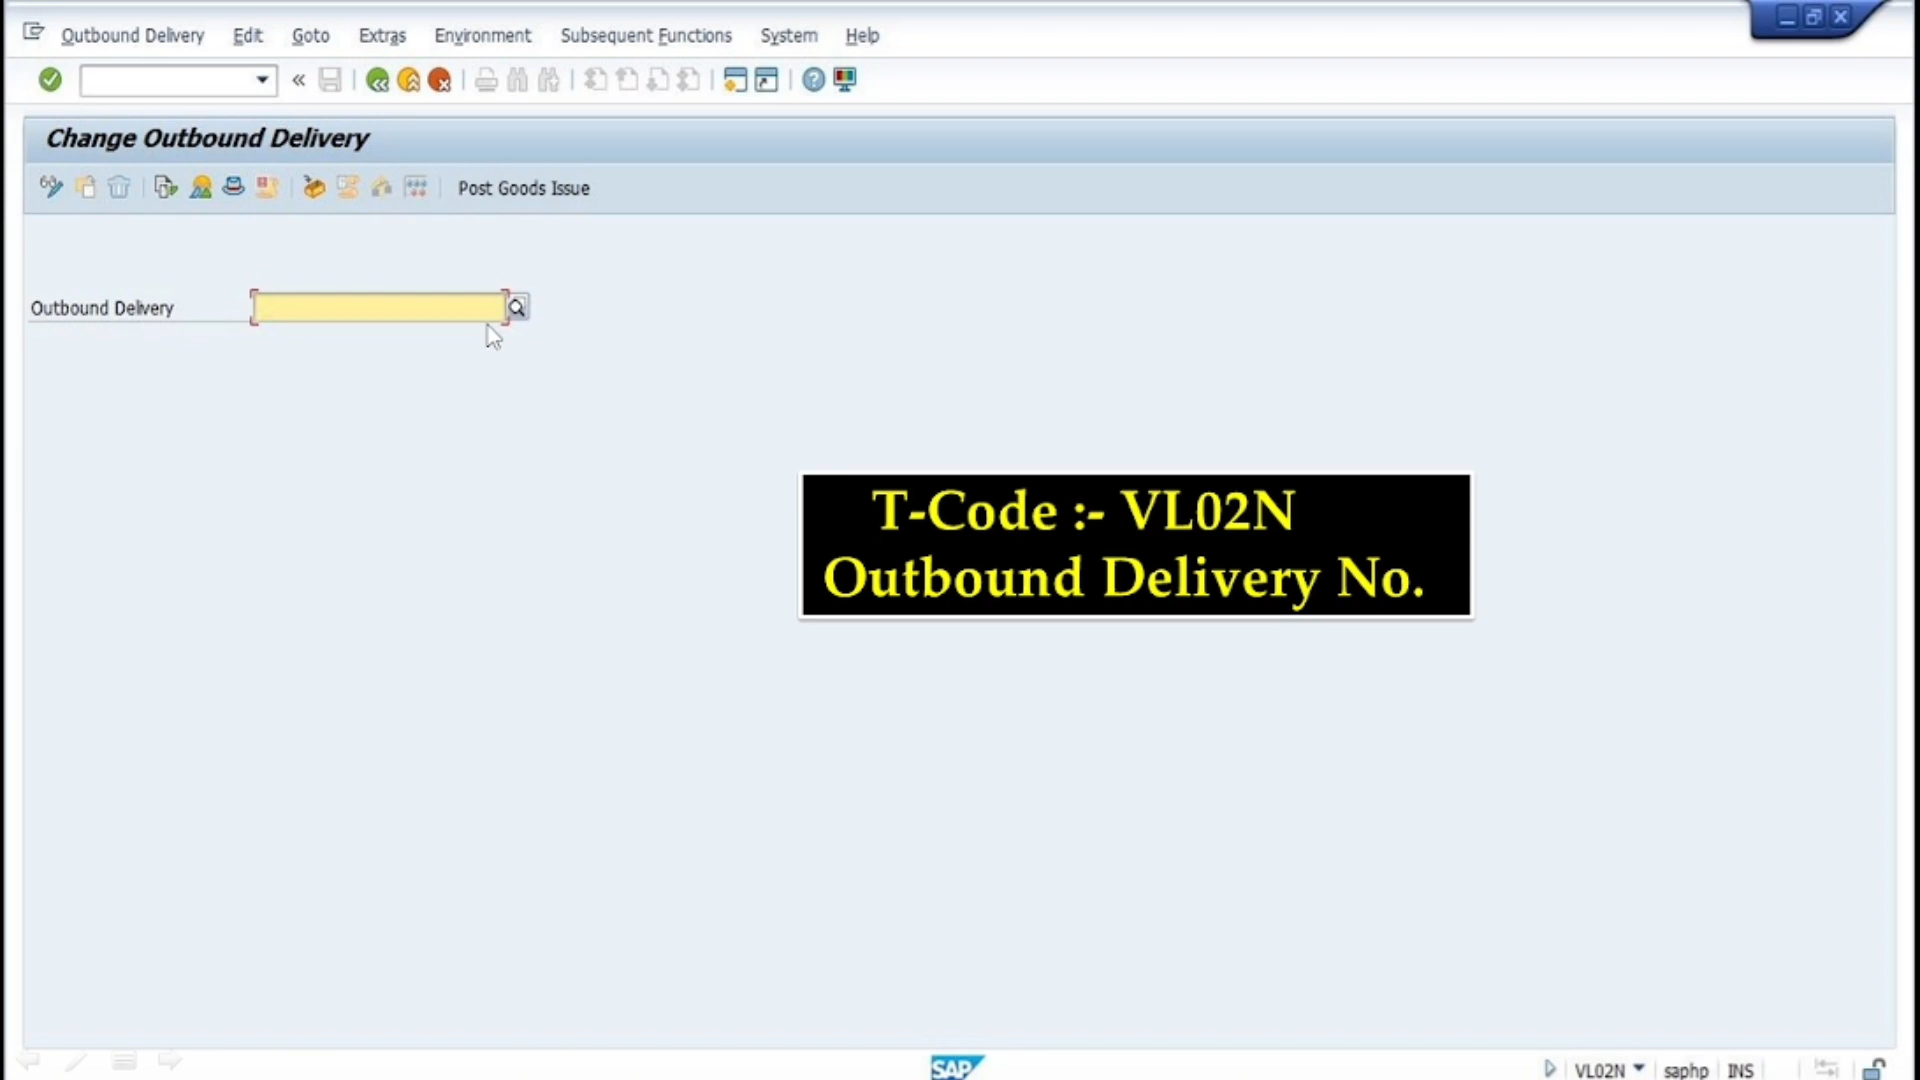 Outbound Delivery Edit Goto Extras Environment Subsequent Functions System Help
Change Outbound Delivery
Post Goods Issue
Outbound Delivery
T-Code :- VL02N
Outbound Delivery No.
SAP
VL02N saphp INS